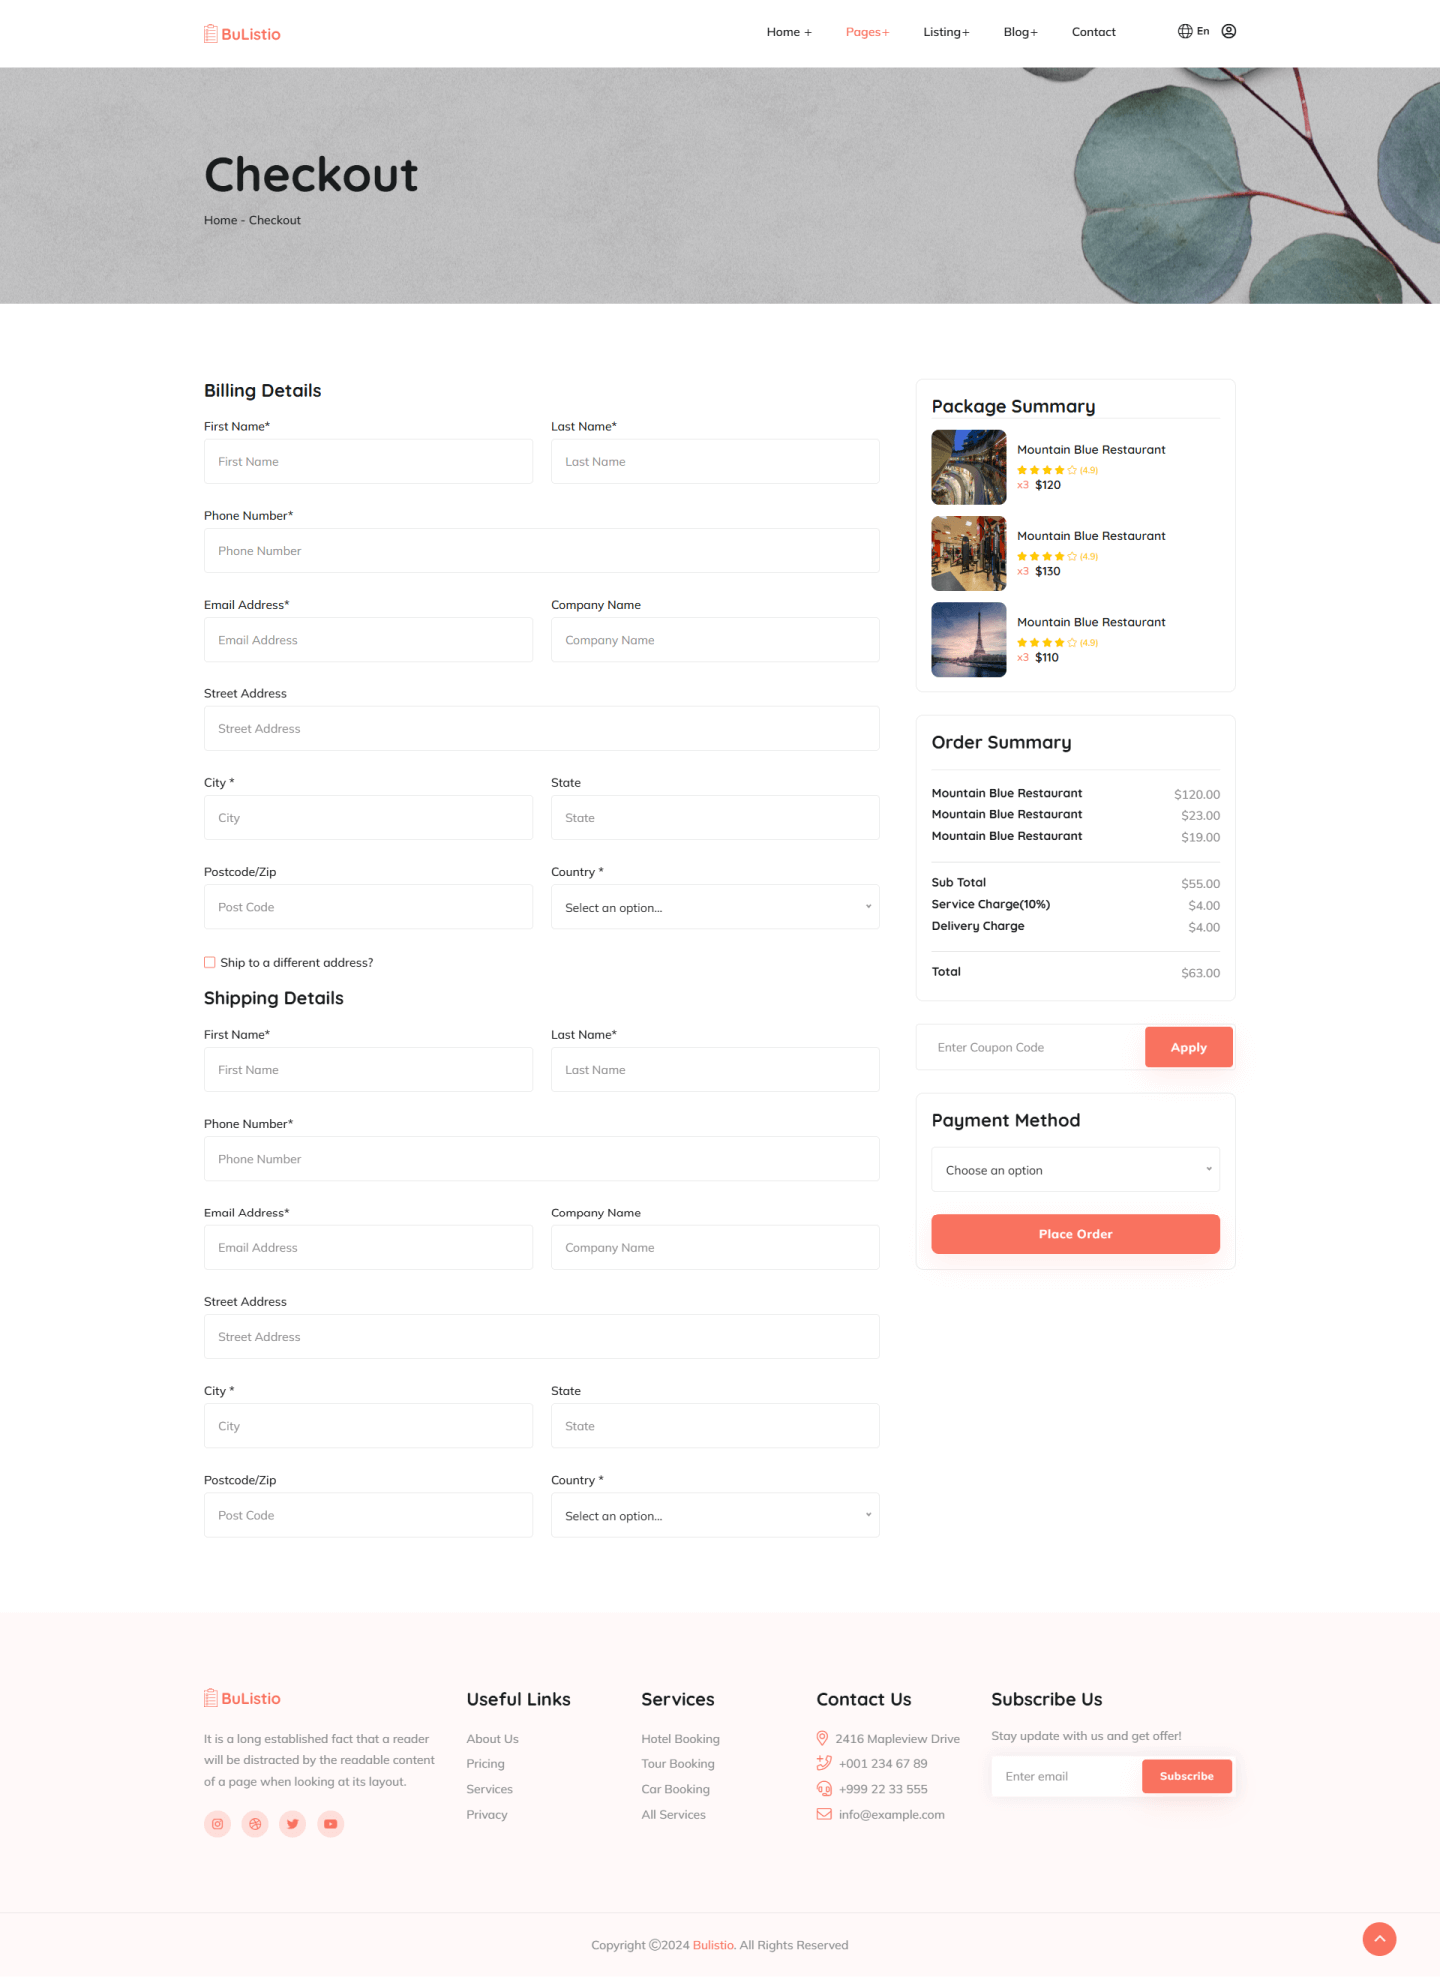 BuListio
Home +
Pages+
Listing+
Blog+
Contact
En
Checkout
Home - Checkout
Billing Details
First Name*
Last Name*
First Name
Last Name
Phone Number*
Phone Number
Email Address*
Company Name
Email Address
Company Name
Street Address
Street Address
City *
State
City
State
Postcode/Zip
Country *
Post Code
Select an option...
Ship to a different address?
Shipping Details
First Name*
Last Name*
First Name
Last Name
Phone Number*
Phone Number
Email Address*
Company Name
Email Address
Company Name
Street Address
Street Address
City *
State
City
State
Postcode/Zip
Country *
Post Code
Select an option...
Package Summary
Mountain Blue Restaurant
(4.9)
x3 $120
Mountain Blue Restaurant
(4.9)
x3 $130
Mountain Blue Restaurant
(4.9)
x3 $110
Order Summary
Mountain Blue Restaurant $120.00
Mountain Blue Restaurant $23.00
Mountain Blue Restaurant $19.00
Sub Total $55.00
Service Charge(10%) $4.00
Delivery Charge $4.00
Total $63.00
Enter Coupon Code
Apply
Payment Method
Choose an option
Place Order
BuListio
It is a long established fact that a reader
will be distracted by the readable content
of a page when looking at its layout.
Useful Links
About Us
Pricing
Services
Privacy
Services
Hotel Booking
Tour Booking
Car Booking
All Services
Contact Us
2416 Mapleview Drive
+001 234 67 89
+999 22 33 555
info@example.com
Subscribe Us
Stay update with us and get offer!
Enter email
Subscribe
Copyright ©2024 Bulistio. All Rights Reserved